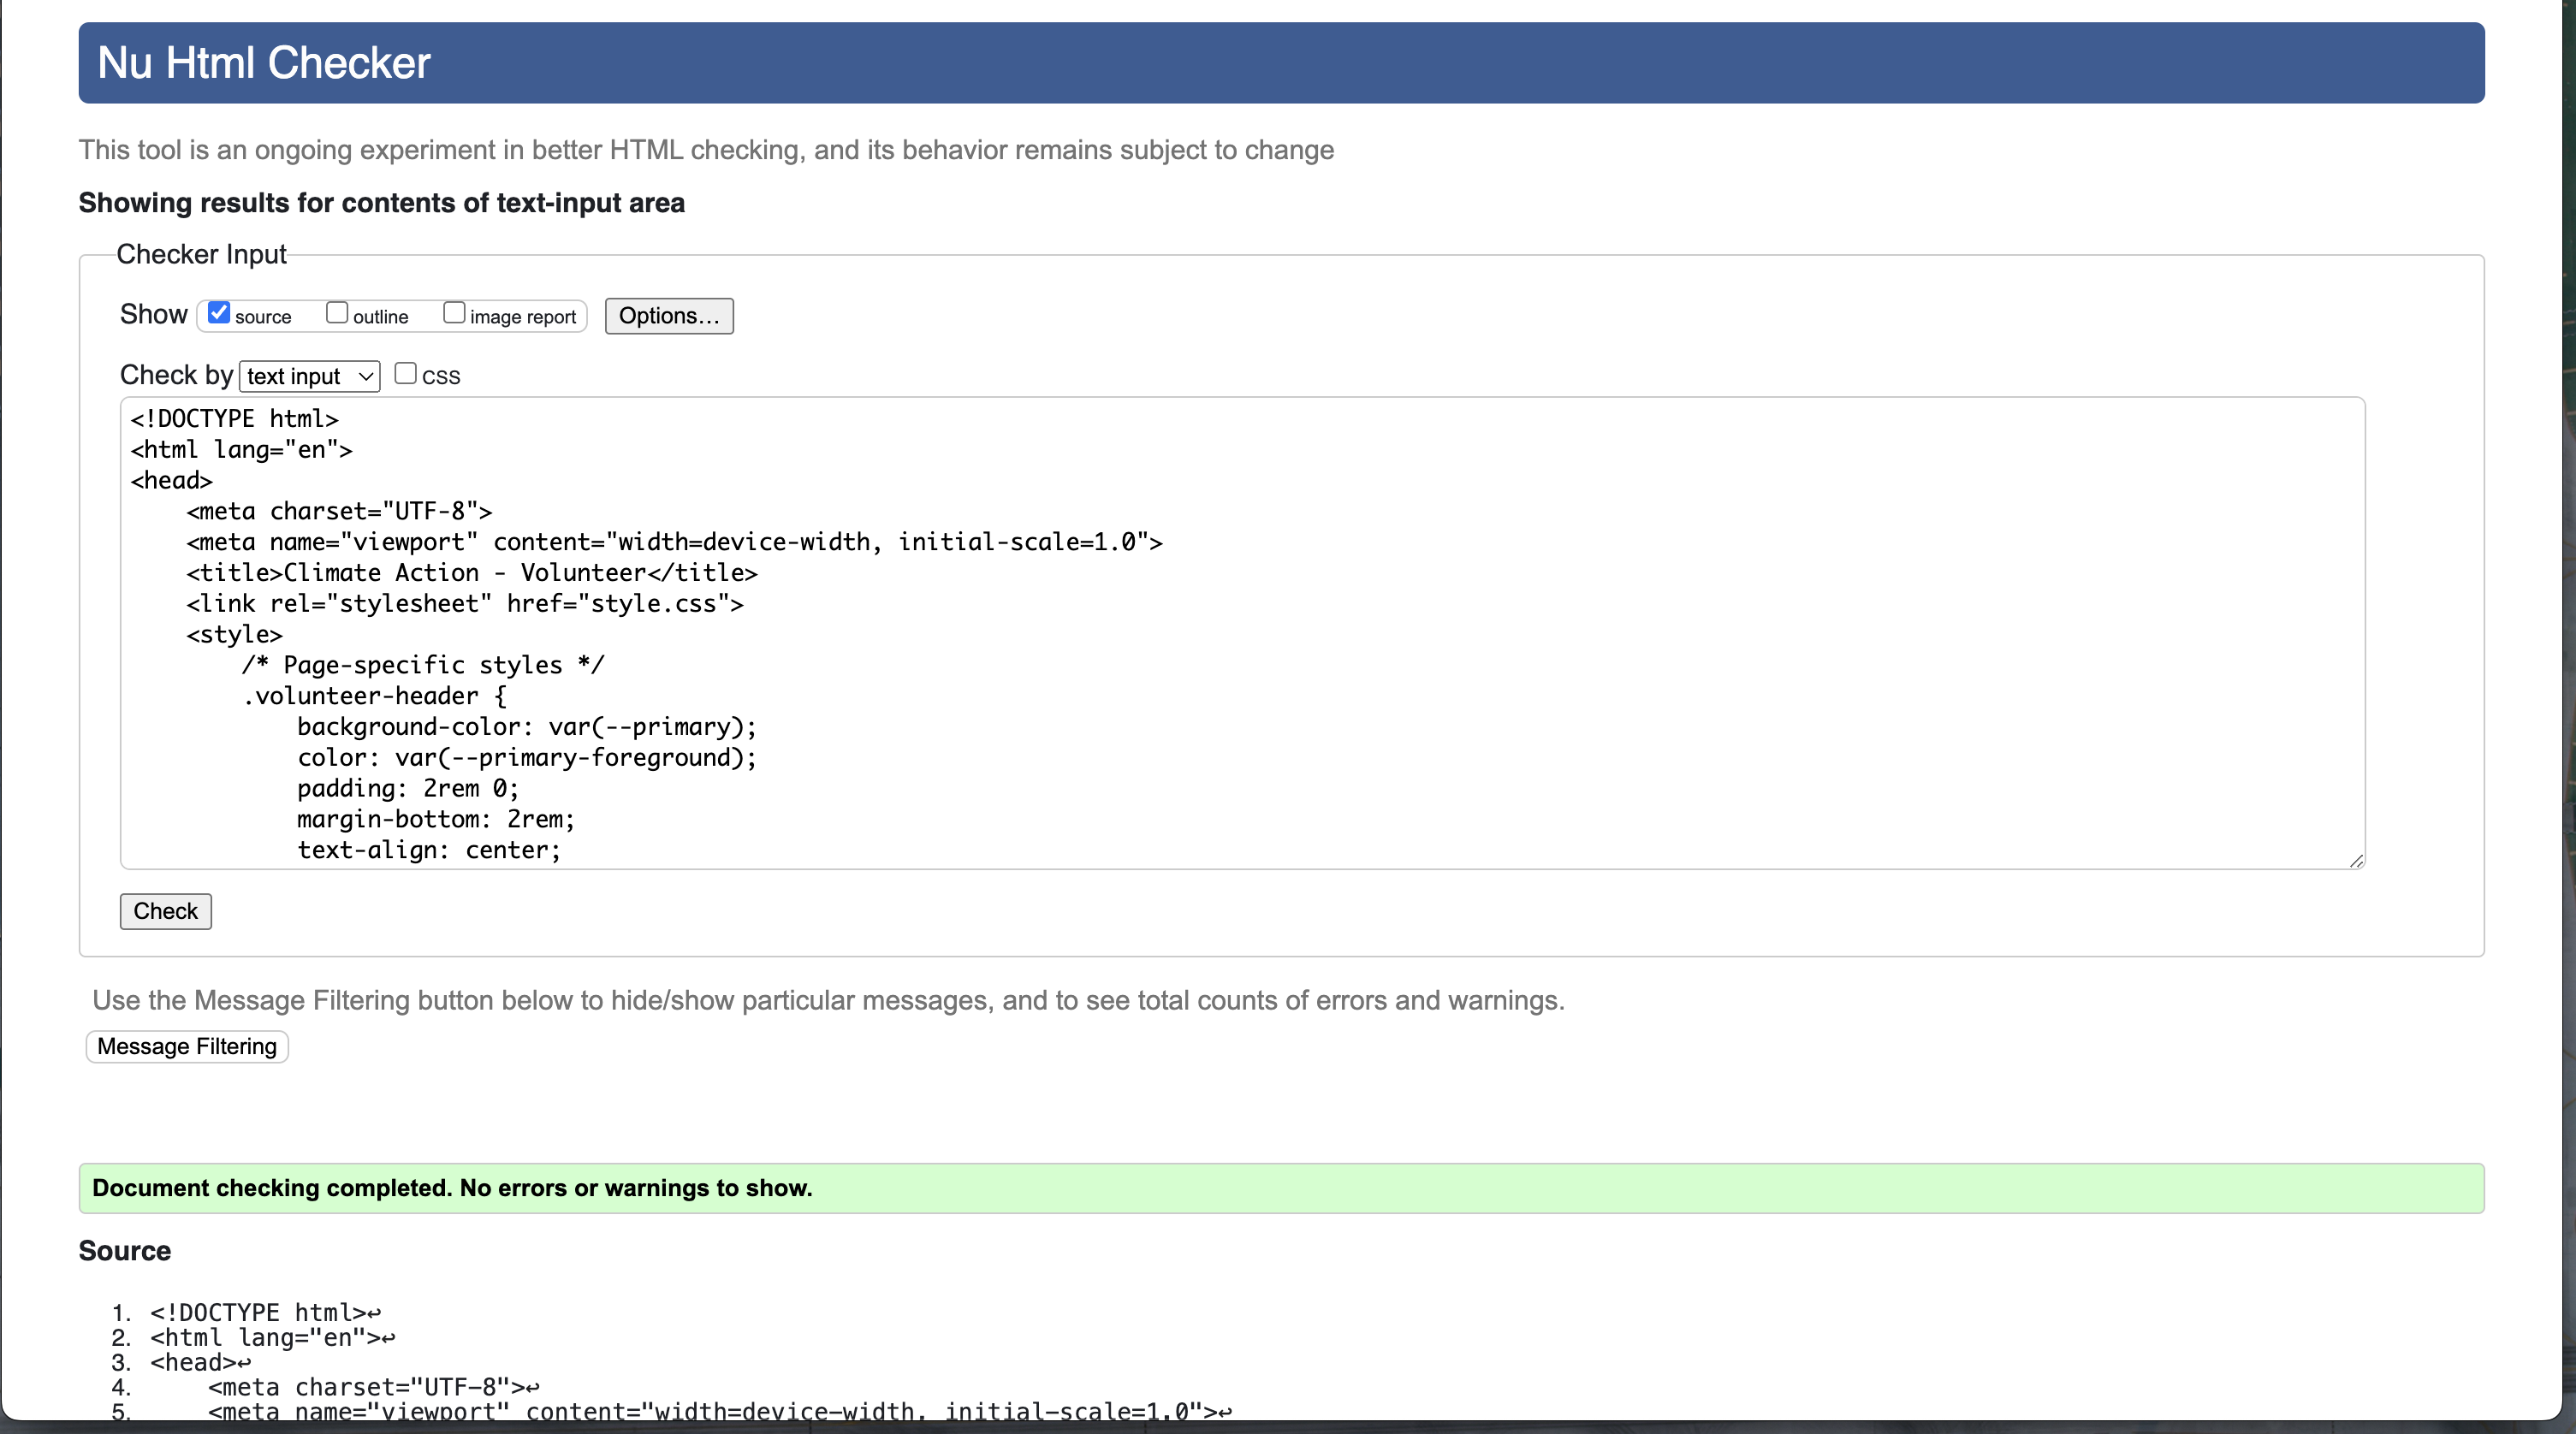 Nu Html Checker
This tool is an ongoing experiment in better HTML checking, and its behavior remains subject to change
Showing results for contents of text-input area
Checker Input
Show source outline image report Options...
Check by text input CSS
<!DOCTYPE html>
<html lang="en">
<head>
    <meta charset="UTF-8">
    <meta name="viewport" content="width=device-width, initial-scale=1.0">
    <title>Climate Action - Volunteer</title>
    <link rel="stylesheet" href="style.css">
    <style>
        /* Page-specific styles */
        .volunteer-header {
            background-color: var(--primary);
            color: var(--primary-foreground);
            padding: 2rem 0;
            margin-bottom: 2rem;
            text-align: center;
Check
Use the Message Filtering button below to hide/show particular messages, and to see total counts of errors and warnings.
Message Filtering
Document checking completed. No errors or warnings to show.
Source
1. <!DOCTYPE html>↩
2. <html lang="en">↩
3. <head>↩
4.     <meta charset="UTF-8">↩
5.     <meta name="viewport" content="width=device-width, initial-scale=1.0">↩